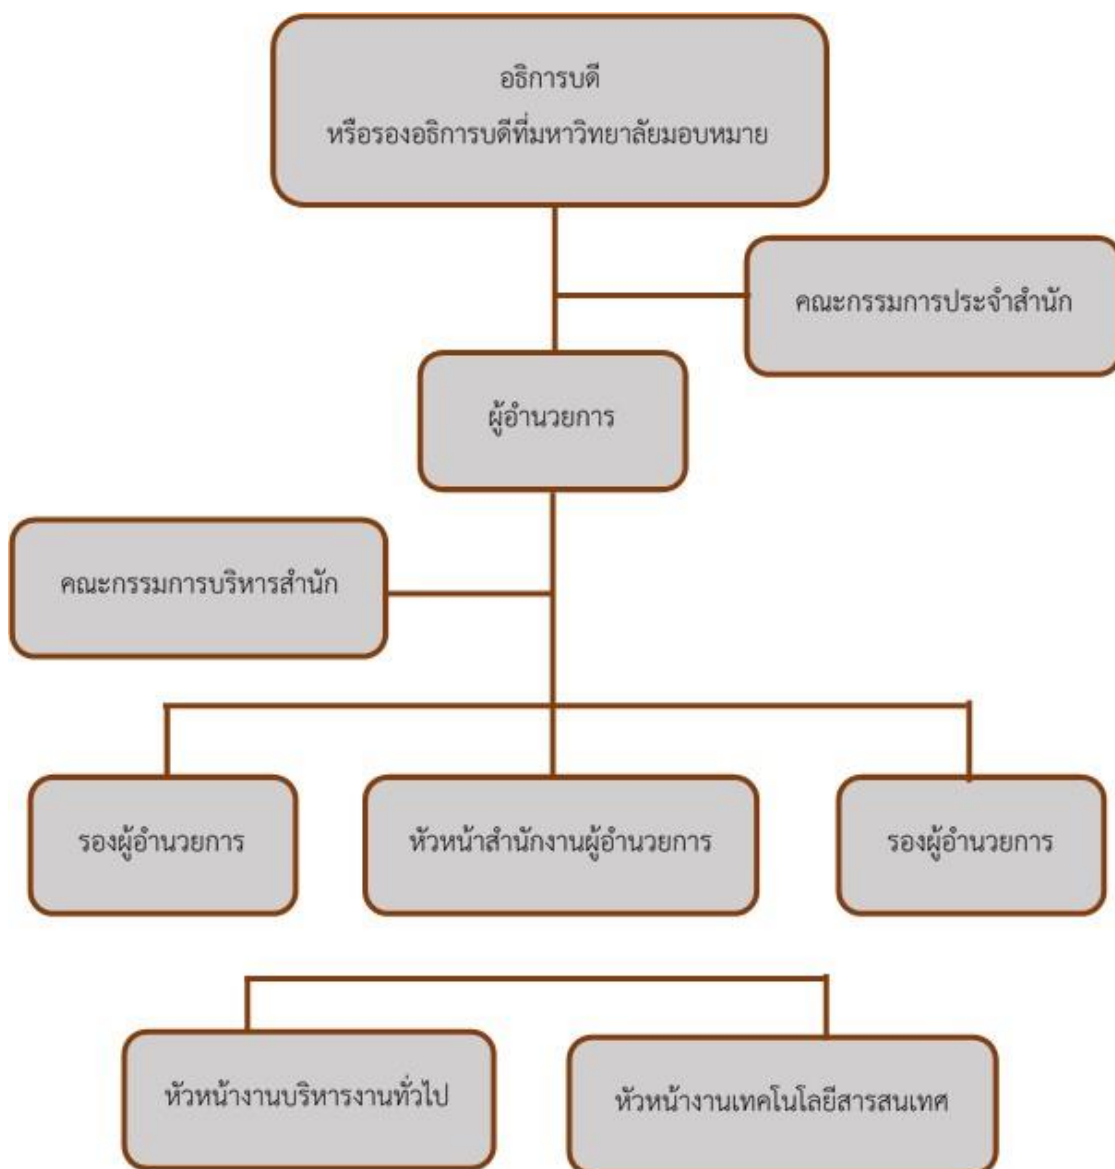 อธิการบดี
หรือรองอธิการบดีที่มหาวิทยาลัยมอบหมาย
คณะกรรมการประจำสำนัก
ผู้อำนวยการ
คณะกรรมการบริหารสำนัก
รองผู้อำนวยการ
หัวหน้าสำนักงานผู้อำนวยการ
รองผู้อำนวยการ
หัวหน้างานบริหารงานทั่วไป
หัวหน้างานเทคโนโลยีสารสนเทศ